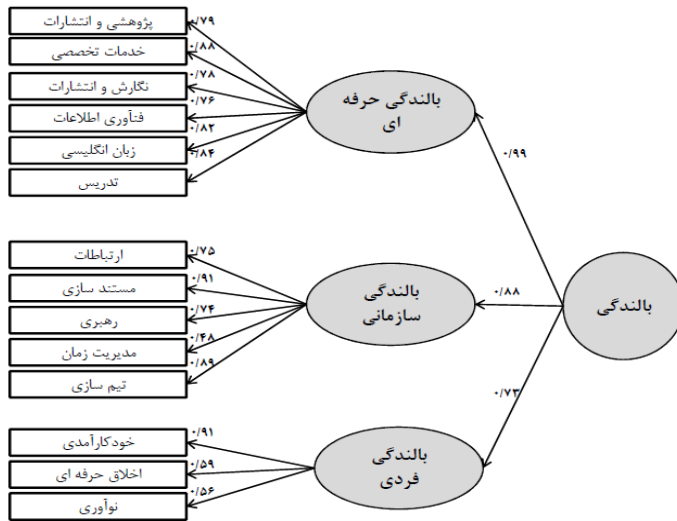 پژوهشی و انتشارات
۰/۷۹
خدمات تخصصی
۰/۸۸
نگارش و انتشارات
۰/۷۸
فنآوری اطلاعات
۰/۷۶
زبان انگلیسی
۰/۸۲
تدریس
۰/۸۴
بالندگی حرفه
ای
۰/۹۹
ارتباطات
۰/۷۵
مستند سازی
۰/۹۱
رهبری
۰/۷۴
مدیریت زمان
۰/۴۸
تیم سازی
۰/۸۹
بالندگی
سازمانی
۰/۸۸
بالندگی
خودکارآمدی
۰/۹۱
اخلاق حرفه ای
۰/۵۹
نوآوری
۰/۵۶
بالندگی
فردی
۰/۷۳